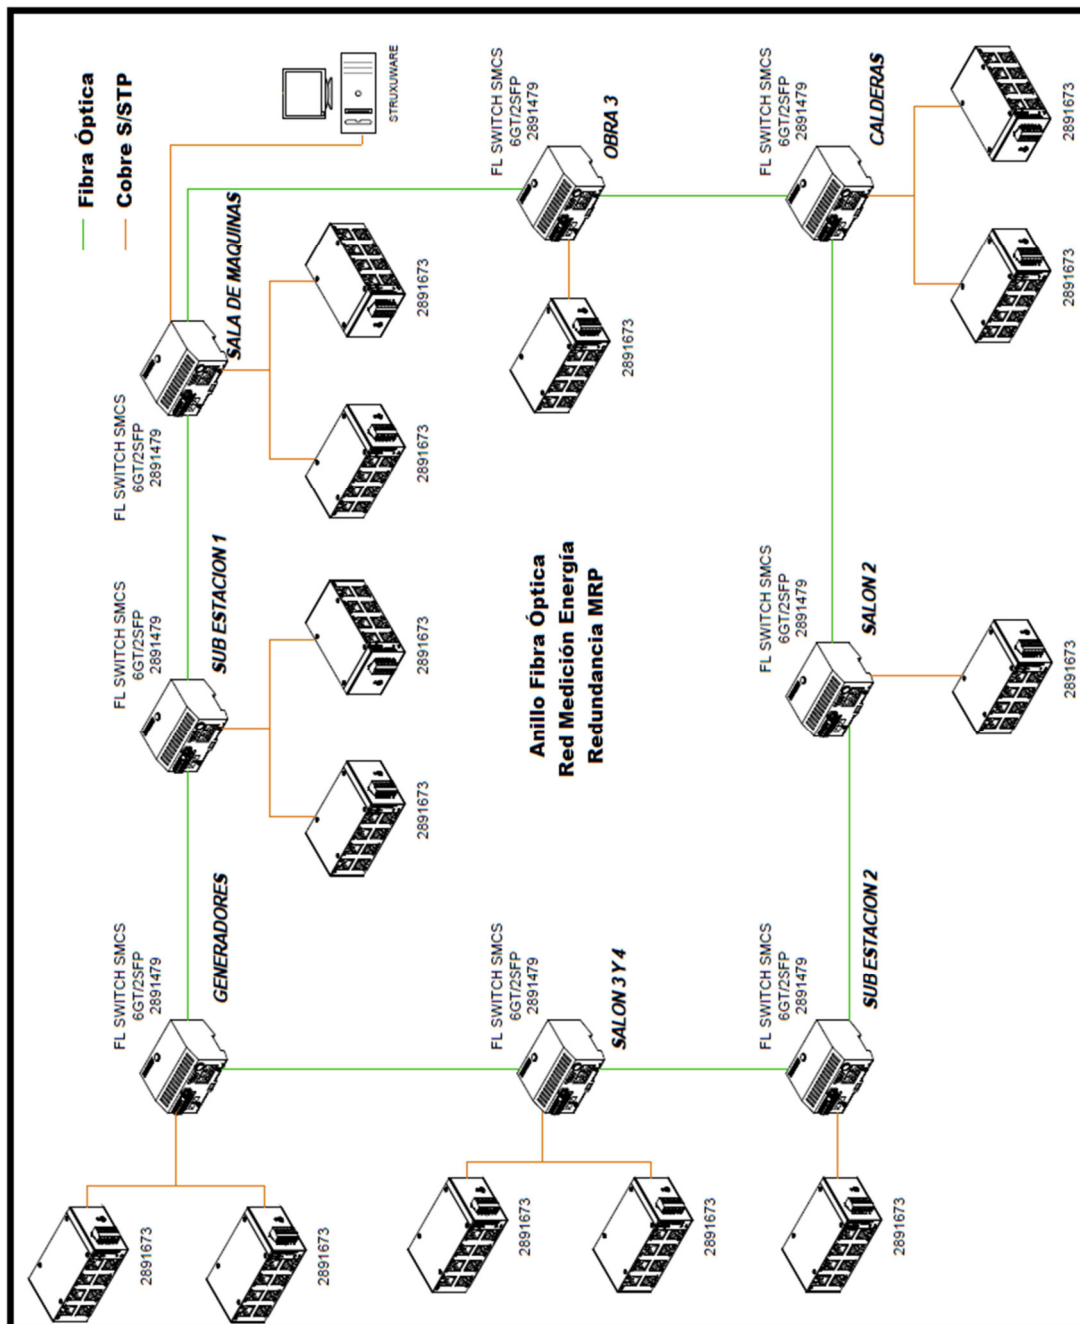 Fibra Óptica
Cobre S/STP
2891673
2891673
FL SWITCH SMCS
6GT/2SFP
2891479
GENERADORES
FL SWITCH SMCS
6GT/2SFP
2891479
SUB ESTACION 1
2891673
2891673
FL SWITCH SMCS
6GT/2SFP
2891479
SALA DE MAQUINAS
2891673
2891673
STRUXUWARE
2891673
2891673
FL SWITCH SMCS
6GT/2SFP
2891479
SALON 3 Y 4
Anillo Fibra Óptica
Red Medición Energía
Redundancia MRP
2891673
FL SWITCH SMCS
6GT/2SFP
2891479
OBRA 3
2891673
FL SWITCH SMCS
6GT/2SFP
2891479
SUB ESTACION 2
FL SWITCH SMCS
6GT/2SFP
2891479
SALON 2
2891673
FL SWITCH SMCS
6GT/2SFP
2891479
CALDERAS
2891673
2891673